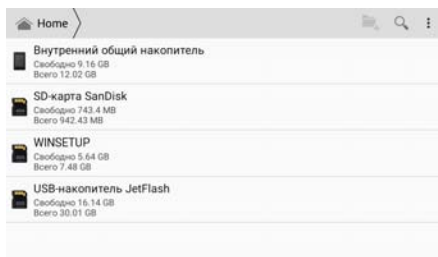 Home
Внутренний общий накопитель
Свободно 9.16 GB
Всего 12.02 GB
SD-карта SanDisk
Свободно 743.4 MB
Всего 942.43 MB
WINSETUP
Свободно 5.64 GB
Всего 7.48 GB
USB-накопитель JetFlash
Свободно 16.14 GB
Всего 30.01 GB